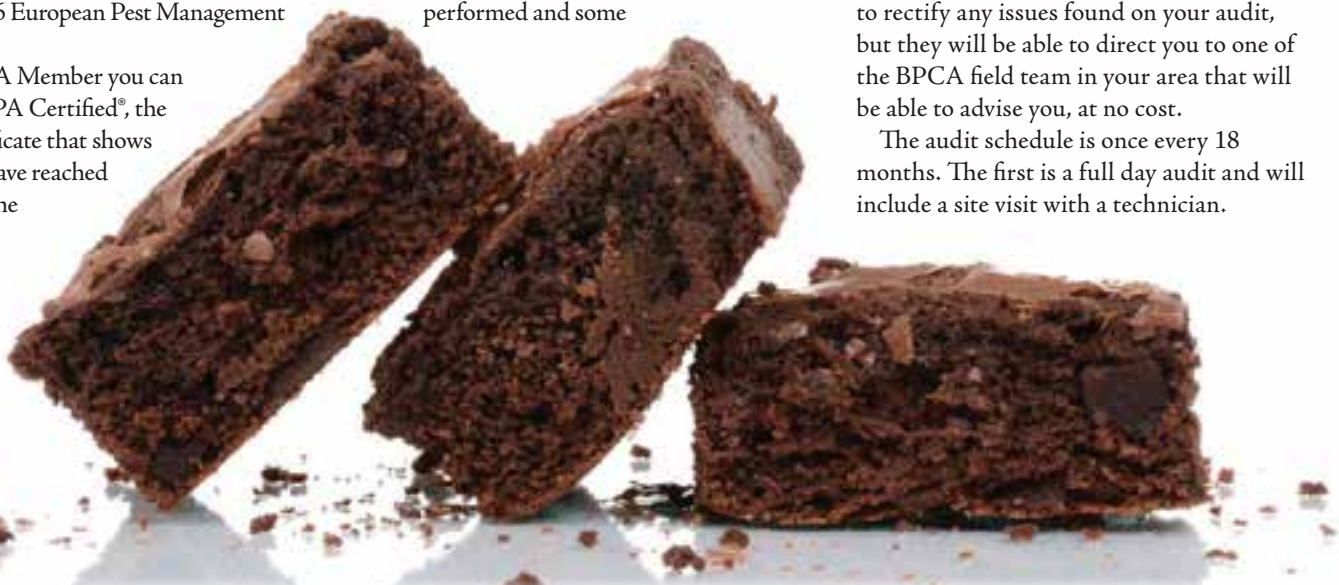 6 European Pest Management
A Member you can
PA Certified®, the
icate that shows
ave reached
ne
performed and some
to rectify any issues found on your audit,
but they will be able to direct you to one of
the BPCA field team in your area that will
be able to advise you, at no cost.
The audit schedule is once every 18
months. The first is a full day audit and will
include a site visit with a technician.